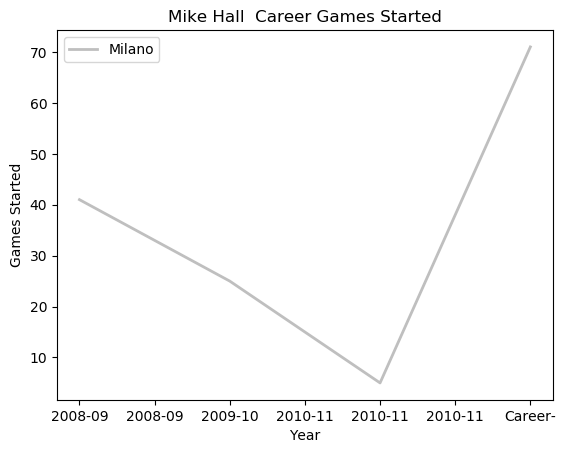 Mike Hall  Career Games Started
Milano
70
60
50
40
30
20
10
Games Started
2008-09 2008-09 2009-10 2010-11 2010-11 2010-11 Career-
Year